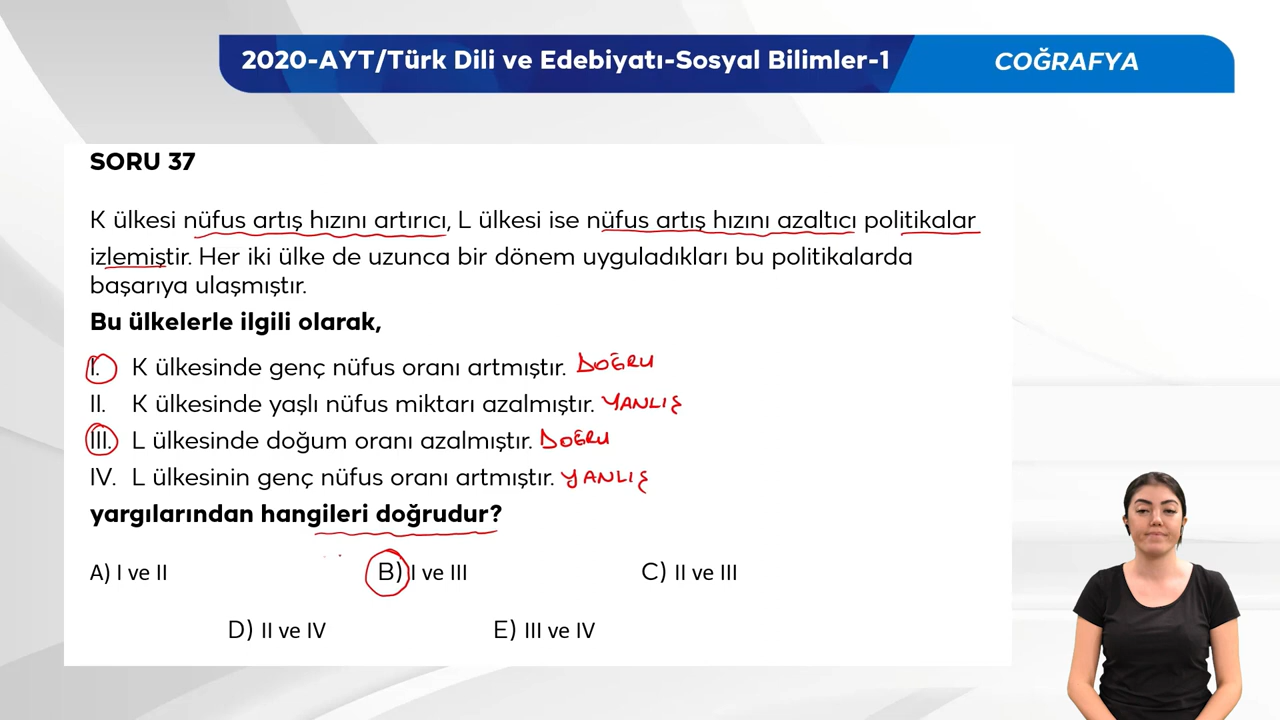 2020-AYT/Türk Dili ve Edebiyatı-Sosyal Bilimler-1 COĞRAFYA
SORU 37
K ülkesi nüfus artış hızını artırıcı, L ülkesi ise nüfus artış hızını azaltıcı politikalar
izlemiştir. Her iki ülke de uzunca bir dönem uyguladıkları bu politikalarda
başarıya ulaşmıştır.
Bu ülkelerle ilgili olarak,
I. K ülkesinde genç nüfus oranı artmıştır. DOĞRU
II. K ülkesinde yaşlı nüfus miktarı azalmıştır. YANLIŞ
III. L ülkesinde doğum oranı azalmıştır. DOĞRU
IV. L ülkesinin genç nüfus oranı artmıştır. YANLIŞ
yargılarından hangileri doğrudur?
A) I ve II B) I ve III C) II ve III
D) II ve IV E) III ve IV